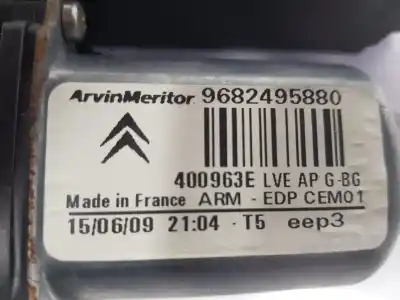 ArvinMeritor 9682495880
400963E LVE AP G-BG
Made in France ARM - EDP CEM01
15/06/09 21:04 - T5 eep3